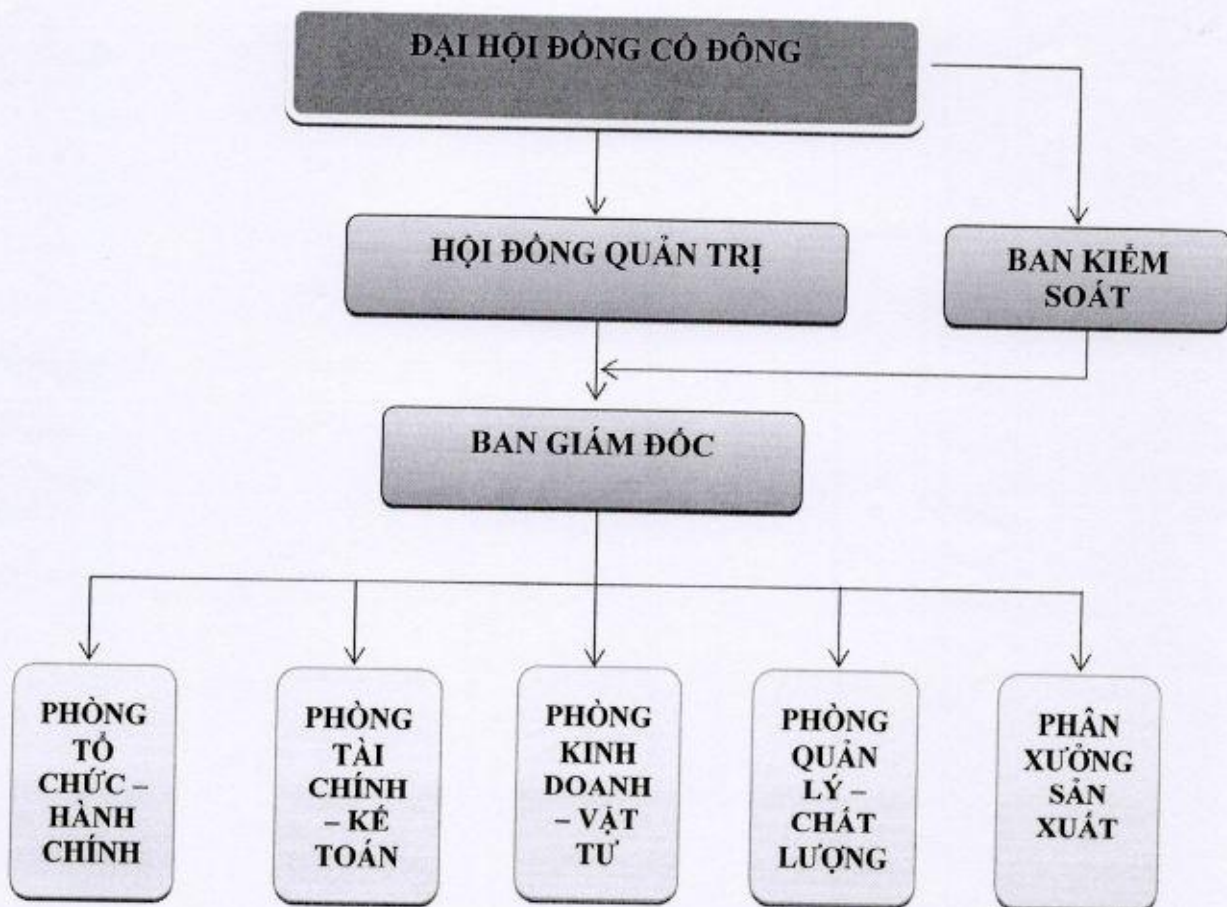 ĐẠI HỘI ĐỒNG CỔ ĐÔNG
HỘI ĐỒNG QUẢN TRỊ
BAN KIỂM
SOÁT
BAN GIÁM ĐỐC
PHÒNG
TỔ
CHỨC –
HÀNH
CHÍNH
PHÒNG
TÀI
CHÍNH
– KẾ
TOÁN
PHÒNG
KINH
DOANH
– VẬT
TƯ
PHÒNG
QUẢN
LÝ –
CHẤT
LƯỢNG
PHÂN
XƯỞNG
SẢN
XUẤT